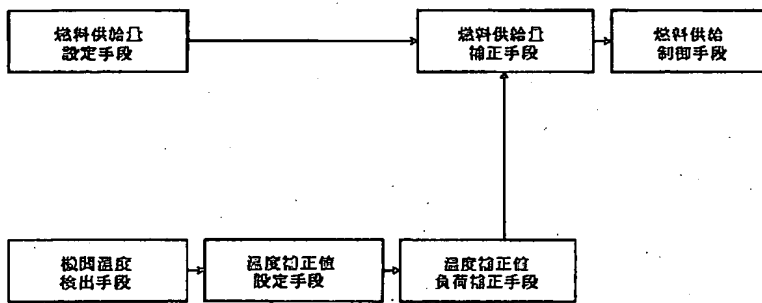 燃料供給量
設定手段
燃料供給量
補正手段
燃料供給
制御手段
機関温度
検出手段
温度補正値
設定手段
温度補正値
負荷補正手段